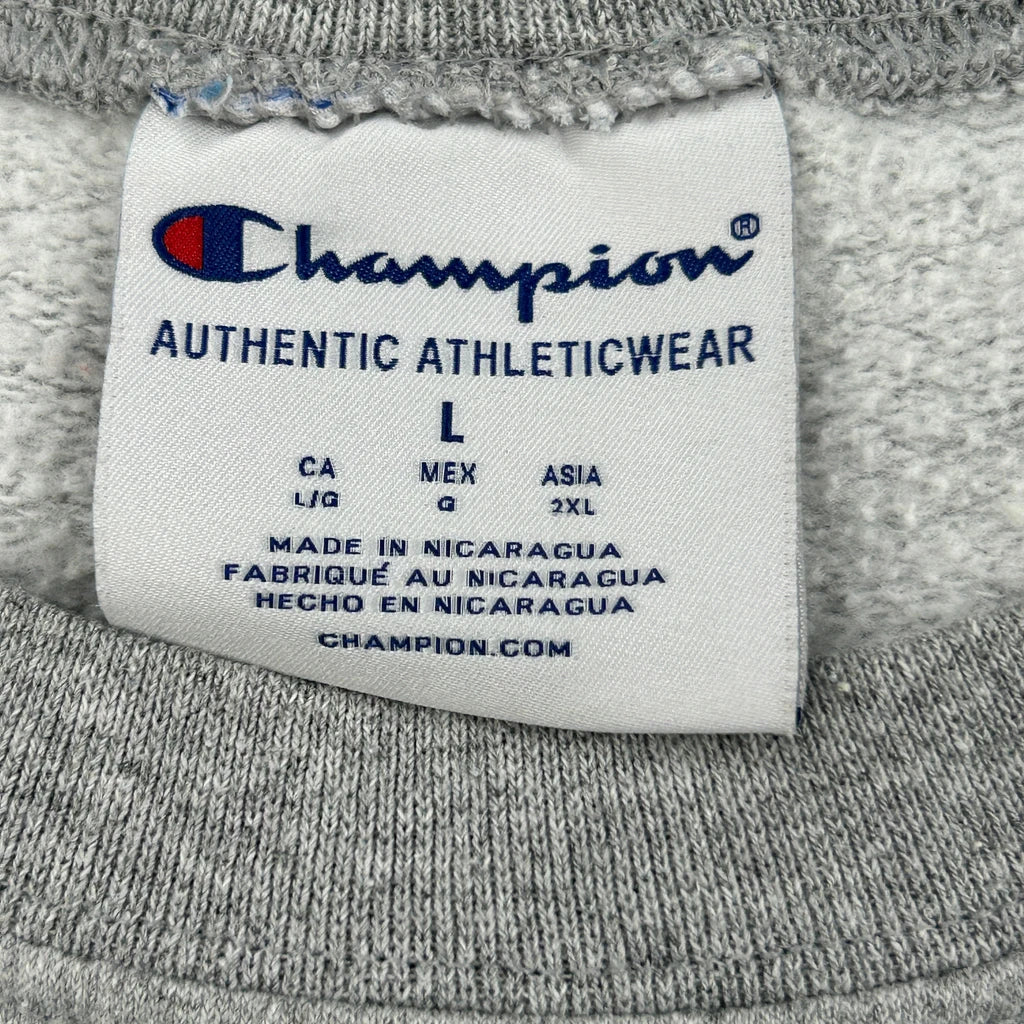 Champion®
AUTHENTIC ATHLETICWEAR
L
CA MEX ASIA
L/G G 2XL
MADE IN NICARAGUA
FABRIQUÉ AU NICARAGUA
HECHO EN NICARAGUA
CHAMPION.COM